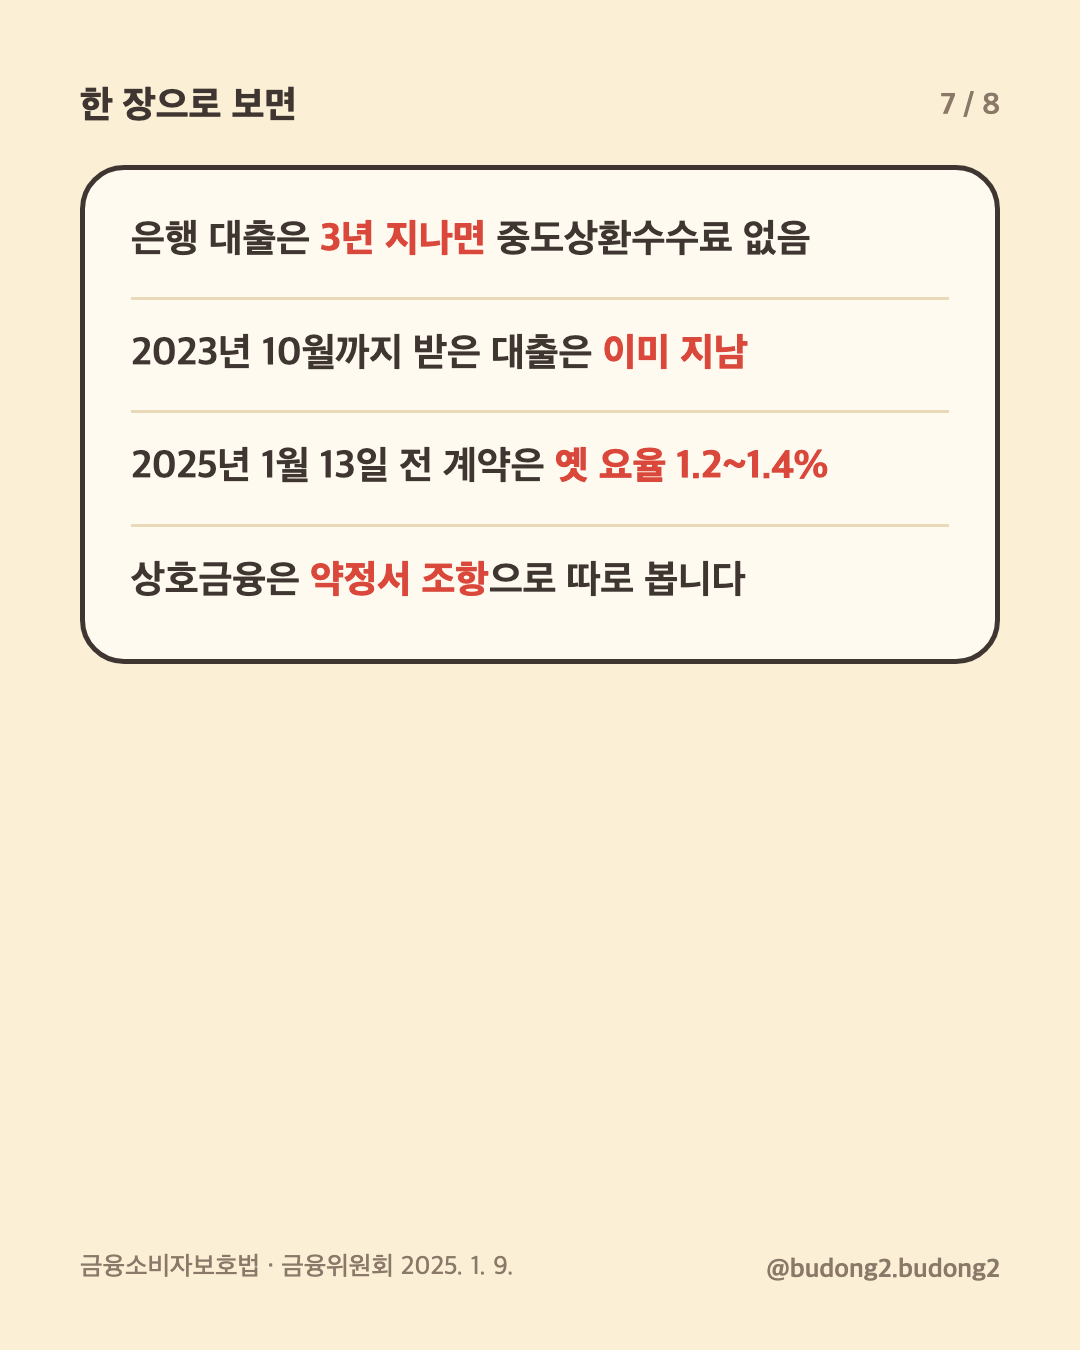 한 장으로 보면
7 / 8
은행 대출은 3년 지나면 중도상환수수료 없음
2023년 10월까지 받은 대출은 이미 지남
2025년 1월 13일 전 계약은 옛 요율 1.2~1.4%
상호금융은 약정서 조항으로 따로 봅니다
금융소비자보호법 · 금융위원회 2025. 1. 9.
@budong2.budong2